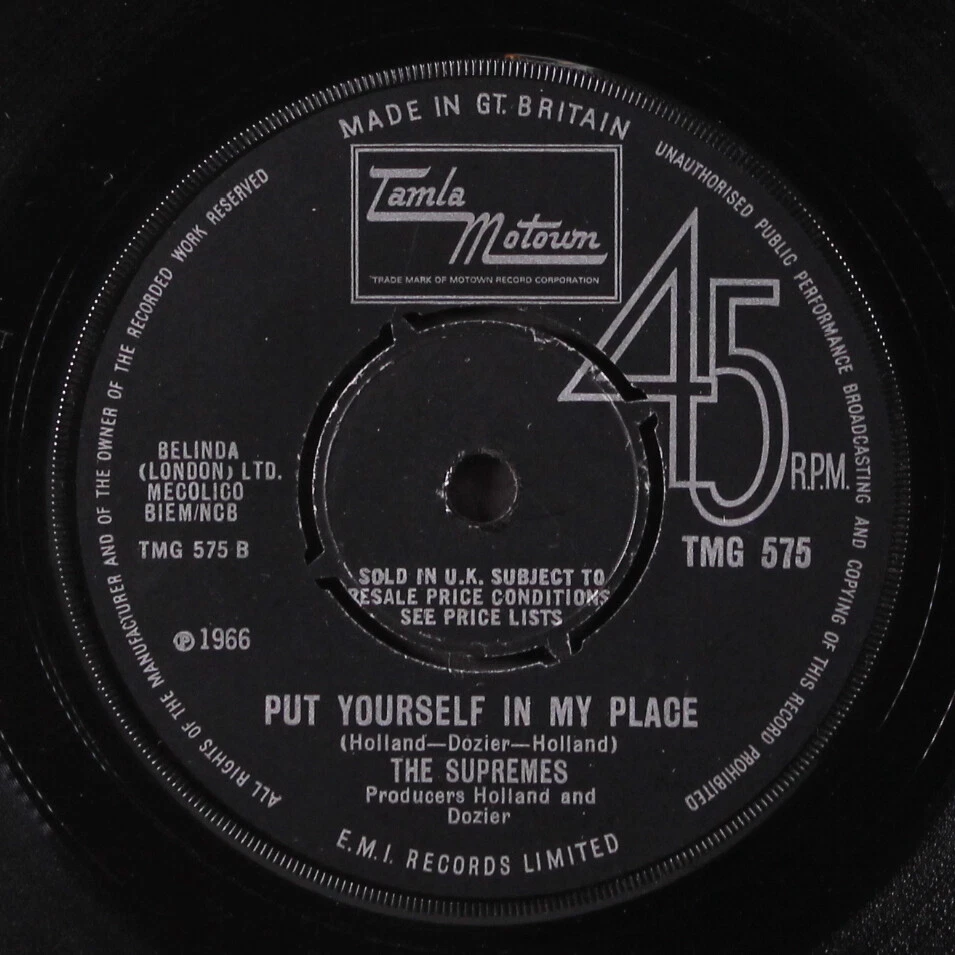 MADE IN GT. BRITAIN
Tamla
Motown
TRADE MARK OF MOTOWN RECORD CORPORATION
45
R.P.M.
TMG 575
BELINDA
(LONDON) LTD.
MECOLICO
BIEM/NCB
TMG 575 B
℗ 1966
SOLD IN U.K. SUBJECT TO
RESALE PRICE CONDITIONS
SEE PRICE LISTS
PUT YOURSELF IN MY PLACE
(Holland—Dozier—Holland)
THE SUPREMES
Producers Holland and
Dozier
E.M.I. RECORDS LIMITED
ALL RIGHTS OF THE MANUFACTURER AND OF THE OWNER OF THE RECORDED WORK RESERVED
UNAUTHORISED PUBLIC PERFORMANCE BROADCASTING AND COPYING OF THIS RECORD PROHIBITED